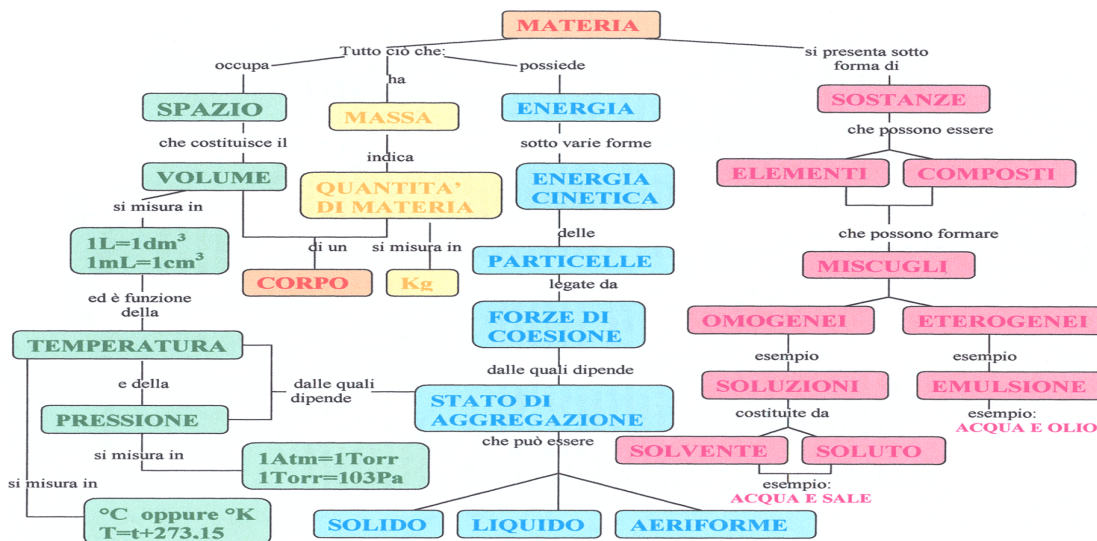 MATERIA
Tutto ciò che:
si presenta sotto
forma di
occupa
ha
possiede
SPAZIO
MASSA
ENERGIA
SOSTANZE
che costituisce il
indica
sotto varie forme
che possono essere
VOLUME
QUANTITA'
DI MATERIA
ENERGIA
CINETICA
ELEMENTI
COMPOSTI
si misura in
di un
si misura in
delle
che possono formare
1L=1dm³
1mL=1cm³
CORPO
Kg
PARTICELLE
MISCUGLI
ed è funzione
della
legate da
FORZE DI
COESIONE
OMOGENEI
ETEROGENEI
TEMPERATURA
dalle quali dipende
esempio
esempio
e della
dalle quali
dipende
STATO DI
AGGREGAZIONE
SOLUZIONI
EMULSIONE
PRESSIONE
costituite da
esempio:
ACQUA E OLIO
si misura in
che può essere
SOLVENTE
SOLUTO
1Atm=1Torr
1Torr=103Pa
esempio:
ACQUA E SALE
si misura in
°C oppure °K
T=t+273,15
SOLIDO
LIQUIDO
AERIFORME